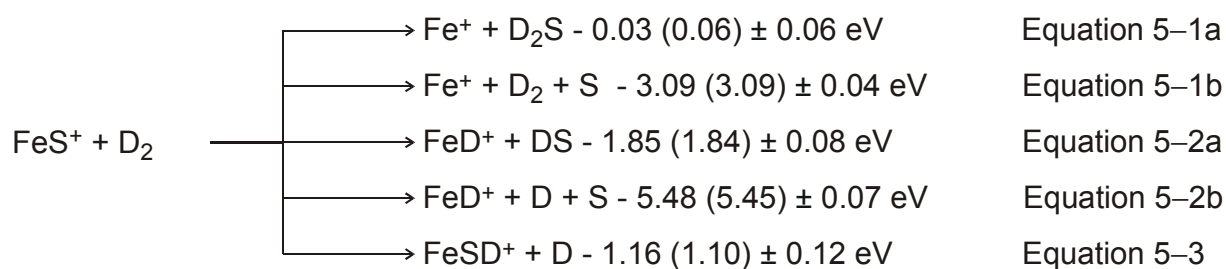 Fe⁺ + D₂S - 0.03 (0.06) ± 0.06 eV Equation 5–1a
Fe⁺ + D₂ + S - 3.09 (3.09) ± 0.04 eV Equation 5–1b
FeS⁺ + D₂ FeD⁺ + DS - 1.85 (1.84) ± 0.08 eV Equation 5–2a
FeD⁺ + D + S - 5.48 (5.45) ± 0.07 eV Equation 5–2b
FeSD⁺ + D - 1.16 (1.10) ± 0.12 eV Equation 5–3